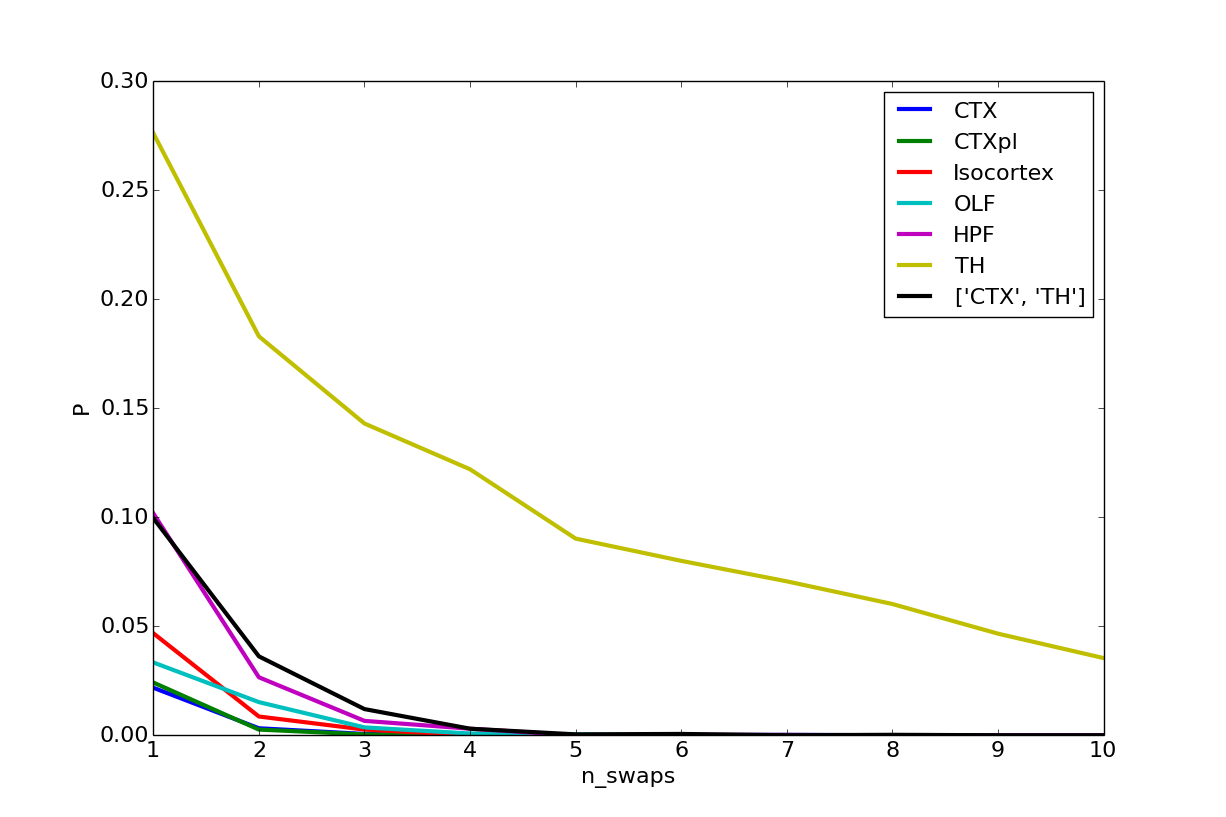 0.30
0.25
0.20
0.15
0.10
0.05
0.00
P
1 2 3 4 5 6 7 8 9 10
n_swaps
CTX
CTXpl
Isocortex
OLF
HPF
TH
['CTX', 'TH']